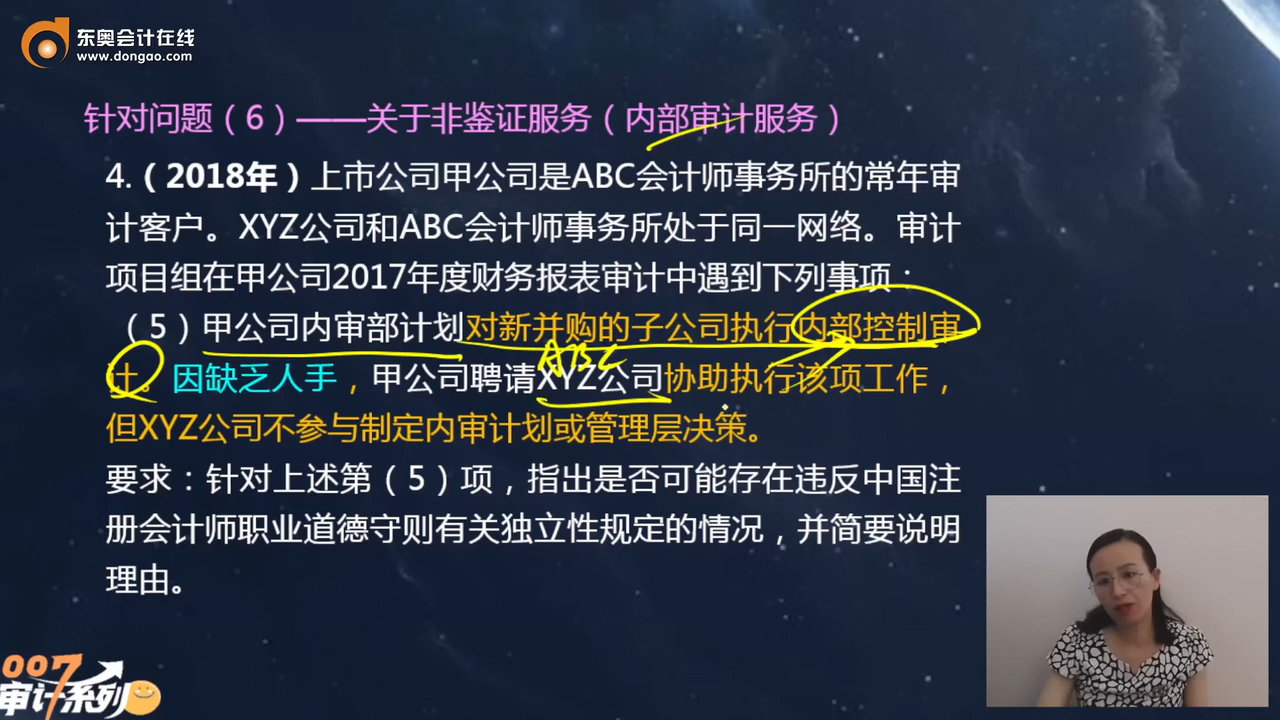 东奥会计在线
www.dongao.com
针对问题（6）——关于非鉴证服务（内部审计服务）
4.（2018年）上市公司甲公司是ABC会计师事务所的常年审
计客户。XYZ公司和ABC会计师事务所处于同一网络。审计
项目组在甲公司2017年度财务报表审计中遇到下列事项：
（5）甲公司内审部计划对新并购的子公司执行内部控制审
ABC
计。因缺乏人手，甲公司聘请XYZ公司协助执行该项工作，
但XYZ公司不参与制定内审计划或管理层决策。
要求：针对上述第（5）项，指出是否可能存在违反中国注
册会计师职业道德守则有关独立性规定的情况，并简要说明
理由。
007
审计系列